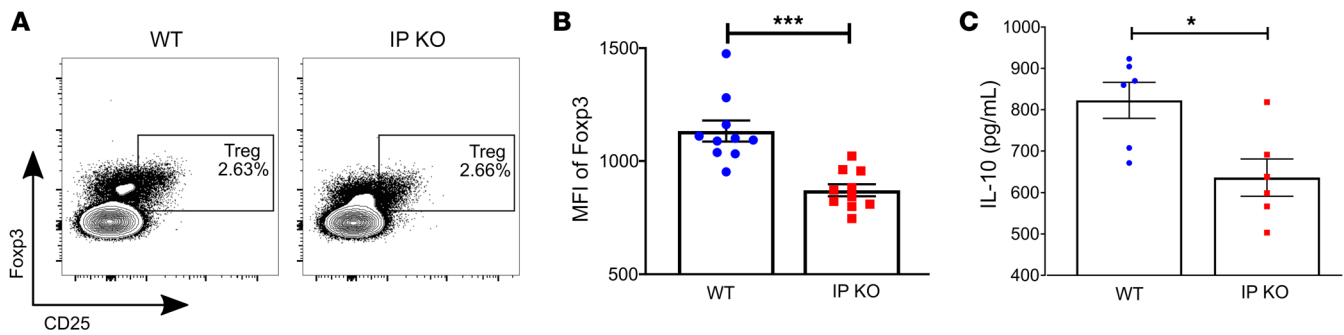 A
WT
IP KO
Treg
2.63%
Treg
2.66%
Foxp3
CD25
B
***
1500
1000
500
MFI of Foxp3
WT
IP KO
C
*
1000
900
800
700
600
500
400
IL-10 (pg/mL)
WT
IP KO